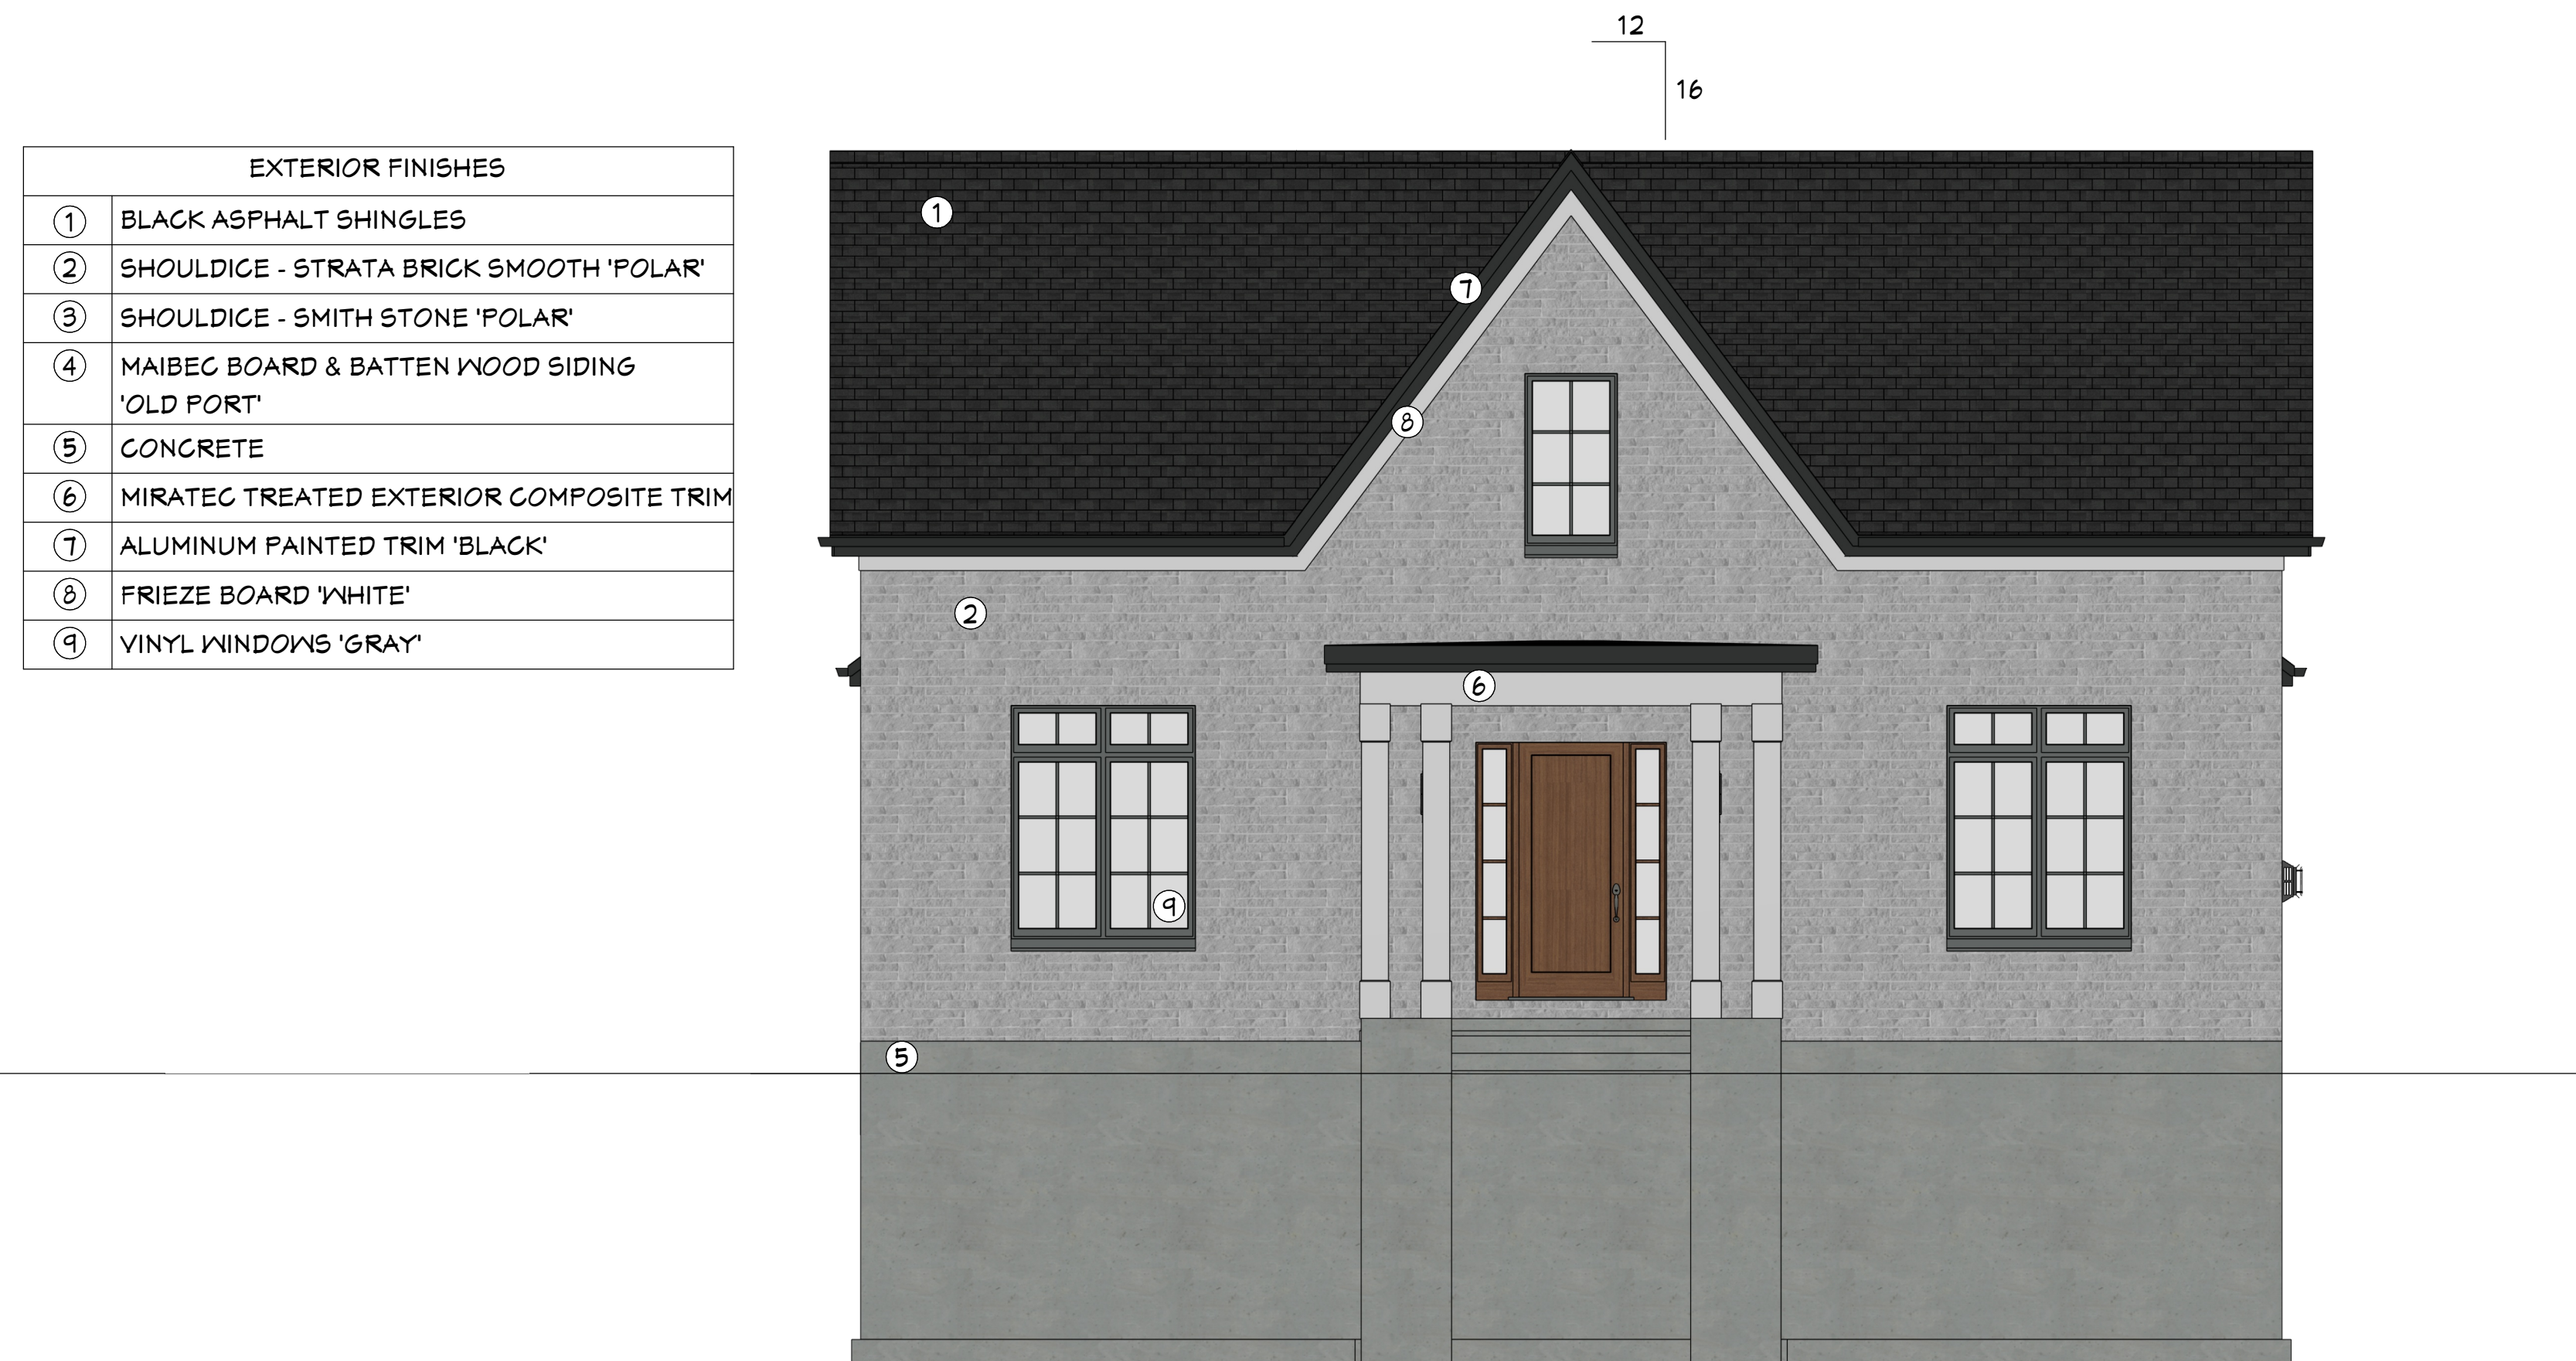 12
16
EXTERIOR FINISHES
1 BLACK ASPHALT SHINGLES
2 SHOULDICE - STRATA BRICK SMOOTH 'POLAR'
3 SHOULDICE - SMITH STONE 'POLAR'
4 MAIBEC BOARD & BATTEN WOOD SIDING
'OLD PORT'
5 CONCRETE
6 MIRATEC TREATED EXTERIOR COMPOSITE TRIM
7 ALUMINUM PAINTED TRIM 'BLACK'
8 FRIEZE BOARD 'WHITE'
9 VINYL WINDOWS 'GRAY'
1
7
8
2
6
9
5